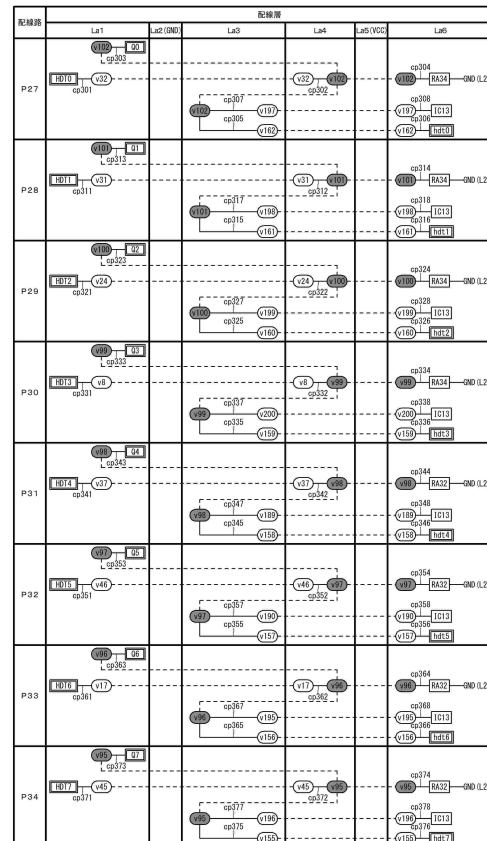 配線路
配線層
La1 La2(GND) La3 La4 La5(VCC) La6
P27
v102 Q0
cp303
cp304
HDT0 v32 v32 v102 v102 RA34 GND(L2
cp301 cp302
cp307 cp308
v102 v197 v197 IC13
cp305 cp306
v162 v162 hdt0
P28
v101 Q1
cp313
cp314
HDT1 v31 v31 v101 v101 RA34 GND(L2
cp311 cp312
cp317 cp318
v101 v198 v198 IC13
cp315 cp316
v161 v161 hdt1
P29
v100 Q2
cp323
cp324
HDT2 v24 v24 v100 v100 RA34 GND(L2
cp321 cp322
cp327 cp328
v100 v199 v199 IC13
cp325 cp326
v160 v160 hdt2
P30
v99 Q3
cp333
cp334
HDT3 v8 v8 v99 v99 RA34 GND(L2
cp331 cp332
cp337 cp338
v99 v200 v200 IC13
cp335 cp336
v159 v159 hdt3
P31
v98 Q4
cp343
cp344
HDT4 v37 v37 v98 v98 RA32 GND(L2
cp341 cp342
cp347 cp348
v98 v189 v189 IC13
cp345 cp346
v158 v158 hdt4
P32
v97 Q5
cp353
cp354
HDT5 v46 v46 v97 v97 RA32 GND(L2
cp351 cp352
cp357 cp358
v97 v190 v190 IC13
cp355 cp356
v157 v157 hdt5
P33
v96 Q6
cp363
cp364
HDT6 v17 v17 v96 v96 RA32 GND(L2
cp361 cp362
cp367 cp368
v96 v195 v195 IC13
cp365 cp366
v156 v156 hdt6
P34
v95 Q7
cp373
cp374
HDT7 v45 v45 v95 v95 RA32 GND(L2
cp371 cp372
cp377 cp378
v95 v196 v196 IC13
cp375 cp376
v155 v155 hdt7